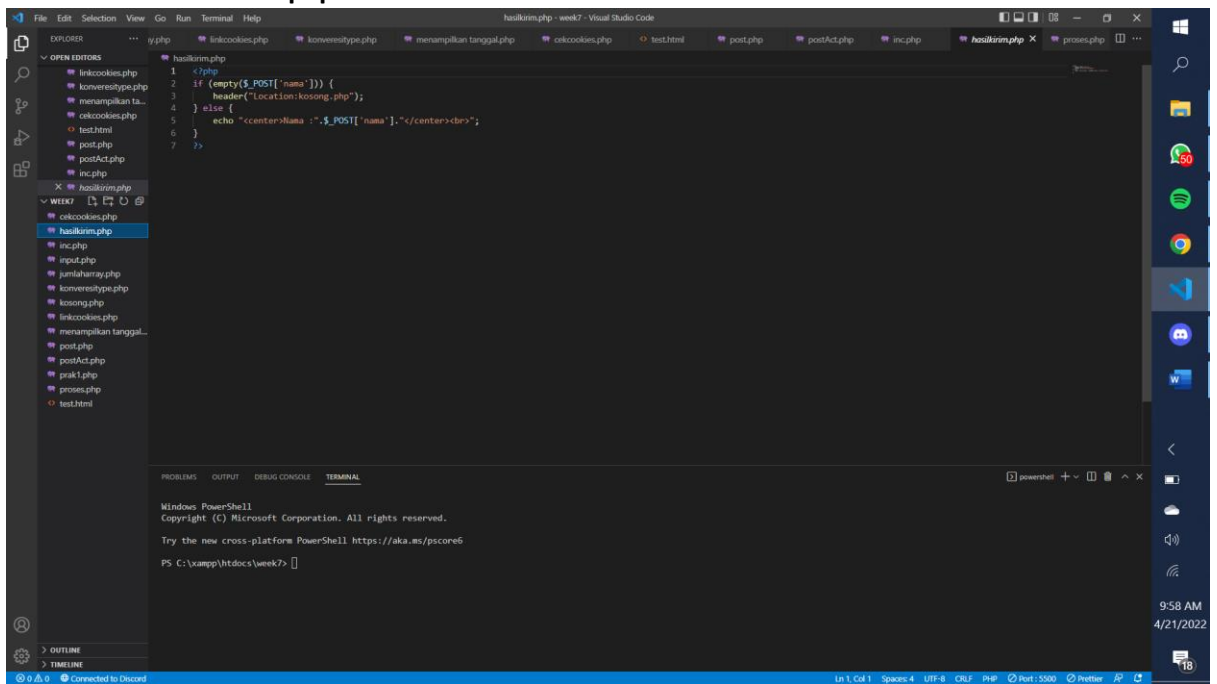 File Edit Selection View Go Run Terminal Help
hasilkirim.php - week7 - Visual Studio Code
EXPLORER
y.php linkcookies.php konveresitype.php menampilkan tanggal.php cekcookies.php test.html post.php postAct.php inc.php hasilkirim.php proses.php
OPEN EDITORS
linkcookies.php
konveresitype.php
menampilkan ta...
cekcookies.php
test.html
post.php
postAct.php
inc.php
hasilkirim.php
WEEK7
cekcookies.php
hasilkirim.php
inc.php
input.php
jumlaharray.php
konveresitype.php
kosong.php
linkcookies.php
menampilkan tanggal...
post.php
postAct.php
prak1.php
proses.php
test.html
OUTLINE
TIMELINE
hasilkirim.php
1 <?php
2 if (empty($_POST['nama'])) {
3 header("Location:kosong.php");
4 } else {
5 echo "<center>Nama :".$_POST['nama']."</center><br>";
6 }
7 ?>
PROBLEMS OUTPUT DEBUG CONSOLE TERMINAL
powershell
Windows PowerShell
Copyright (C) Microsoft Corporation. All rights reserved.
Try the new cross-platform PowerShell https://aka.ms/pscore6
PS C:\xampp\htdocs\week7>
0 0 Connected to Discord
Ln 1, Col 1 Spaces: 4 UTF-8 CRLF PHP Port : 5500 Prettier
50
W
9:58 AM
4/21/2022
18